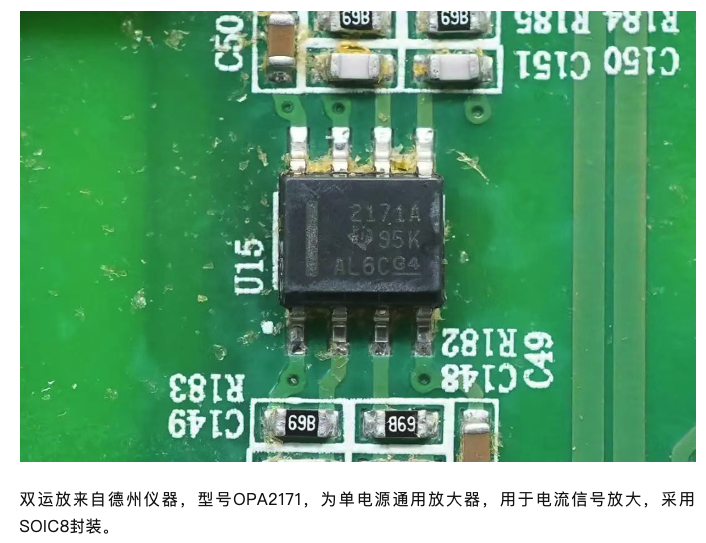 C50
69B
69B
R185
R184
C151
C150
2171A
95K
AL6CG4
U15
R182
C148
C49
R183
C149
69B
869
双运放来自德州仪器，型号OPA2171，为单电源通用放大器，用于电流信号放大，采用
SOIC8封装。